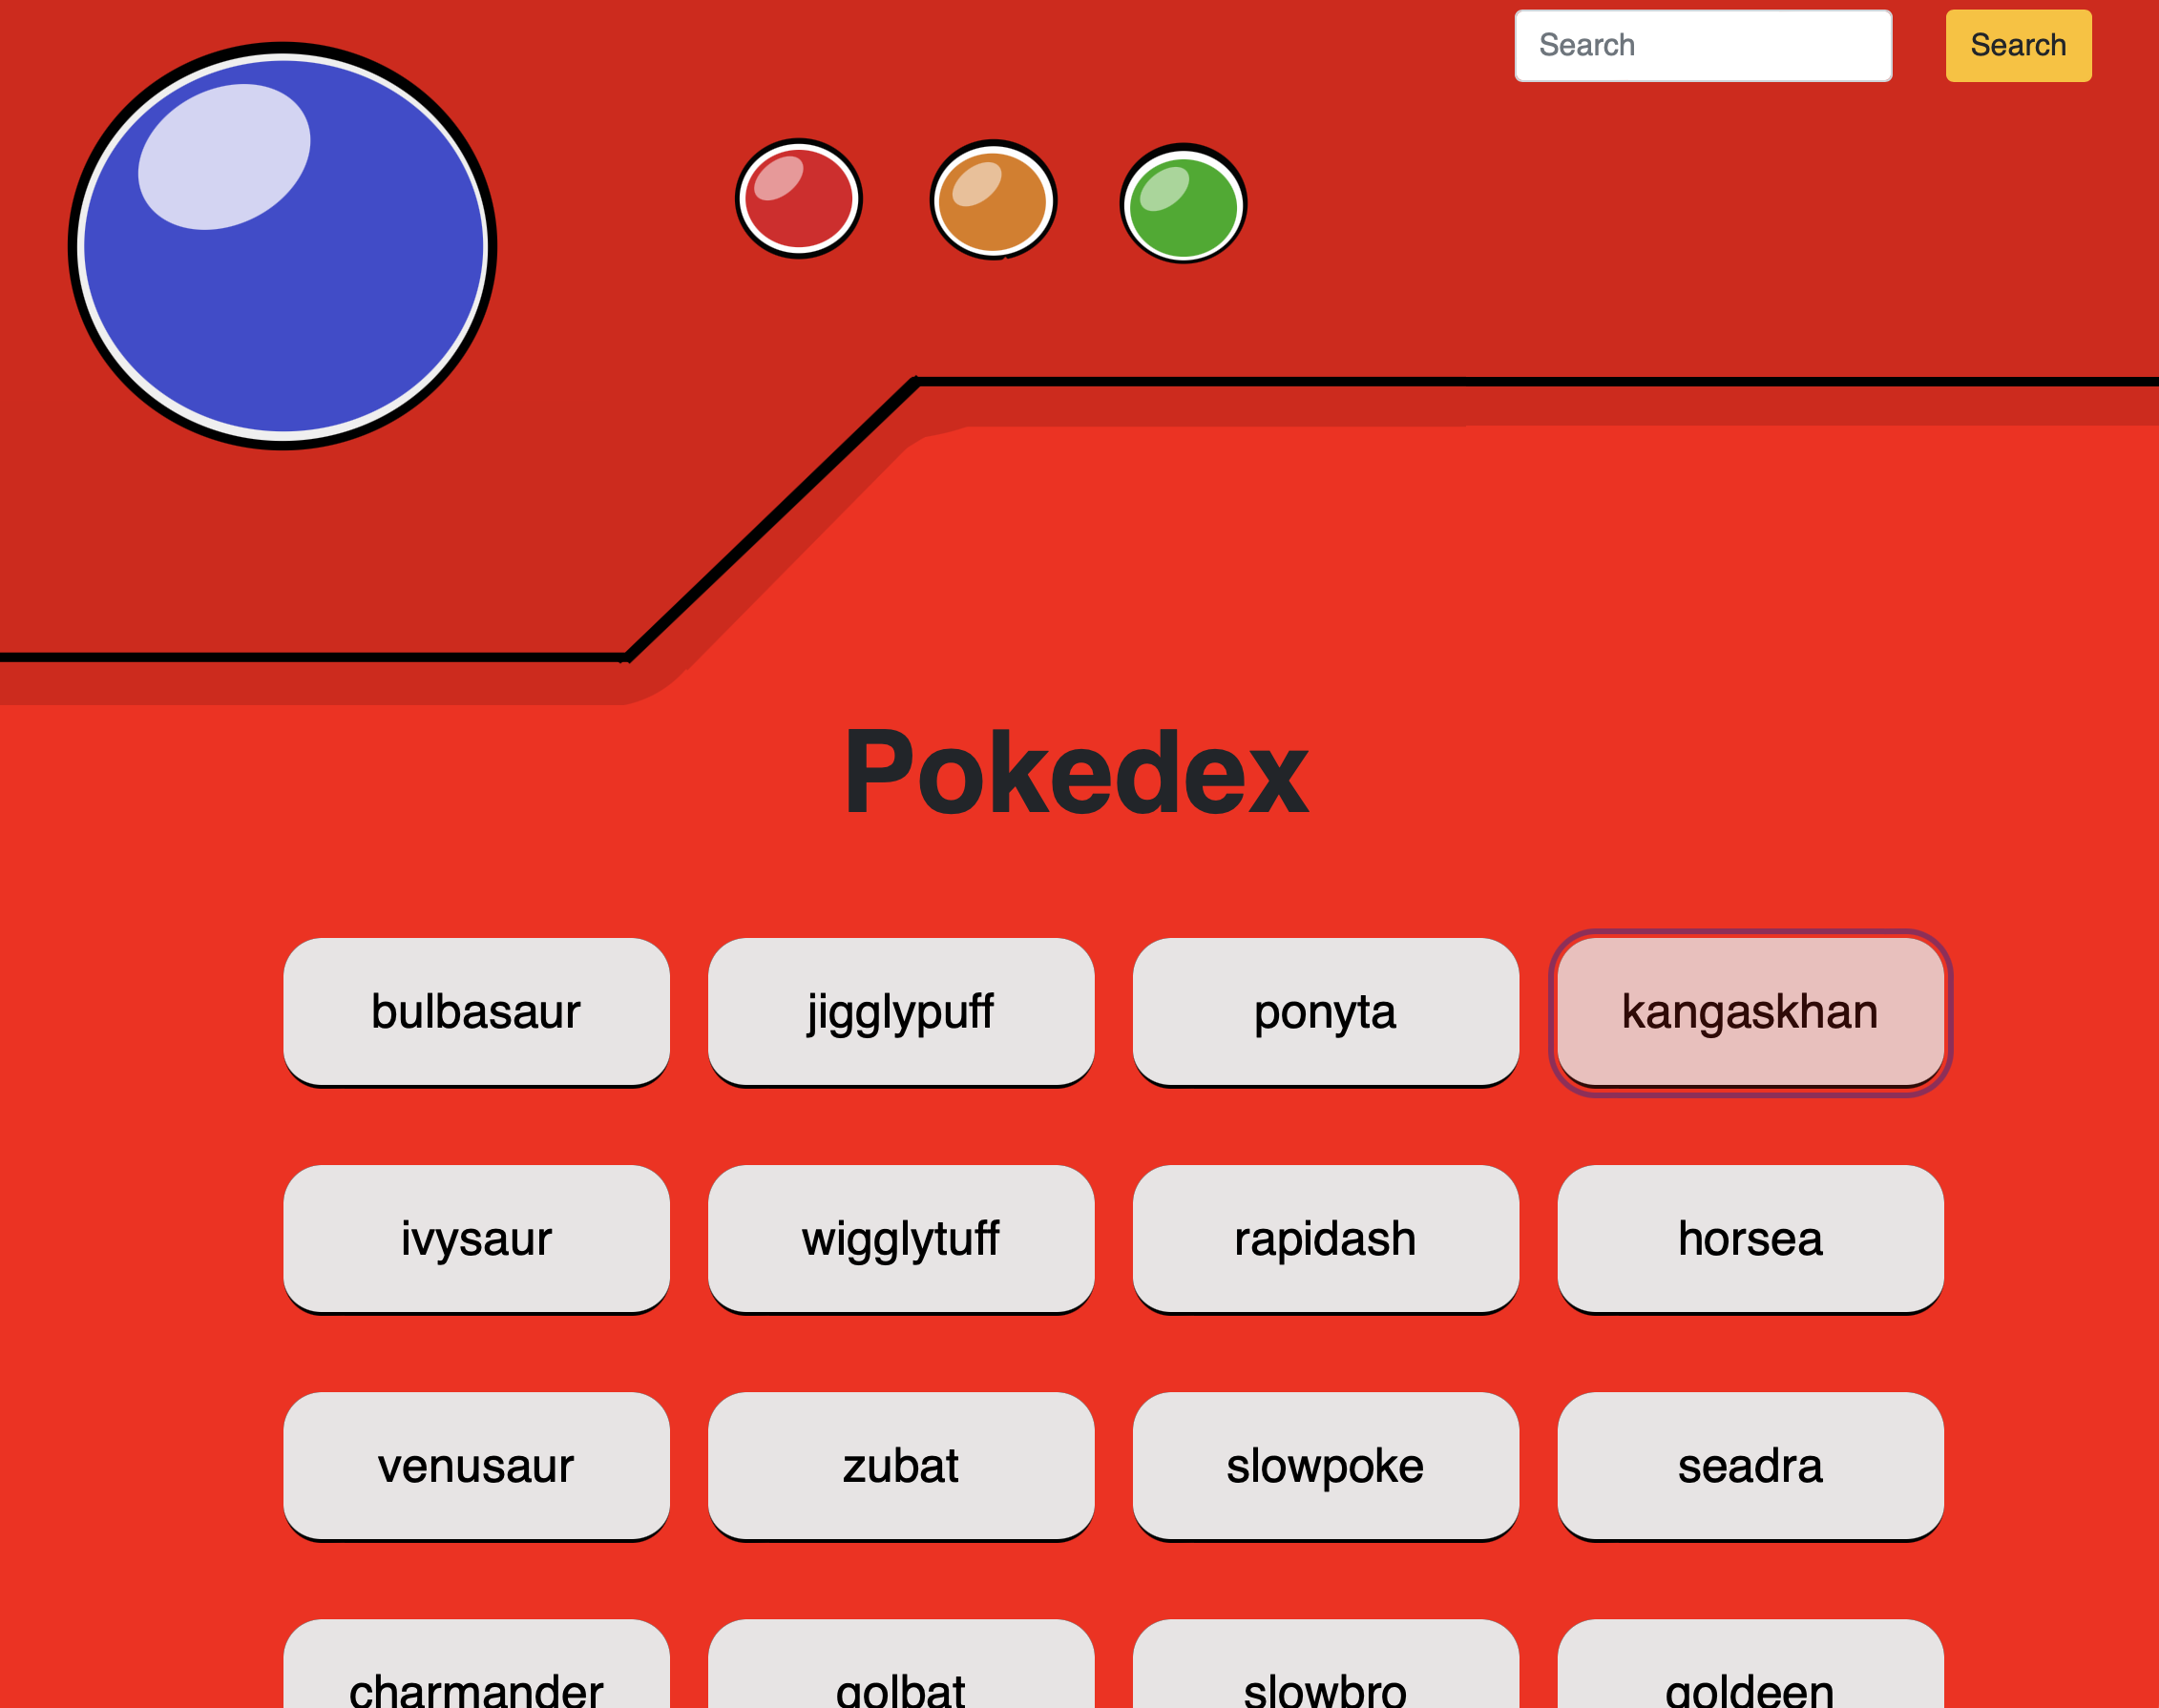 Search Search
Pokedex
bulbasaur jigglypuff ponyta kangaskhan
ivysaur wigglytuff rapidash horsea
venusaur zubat slowpoke seadra
charmander golbat slowbro goldeen